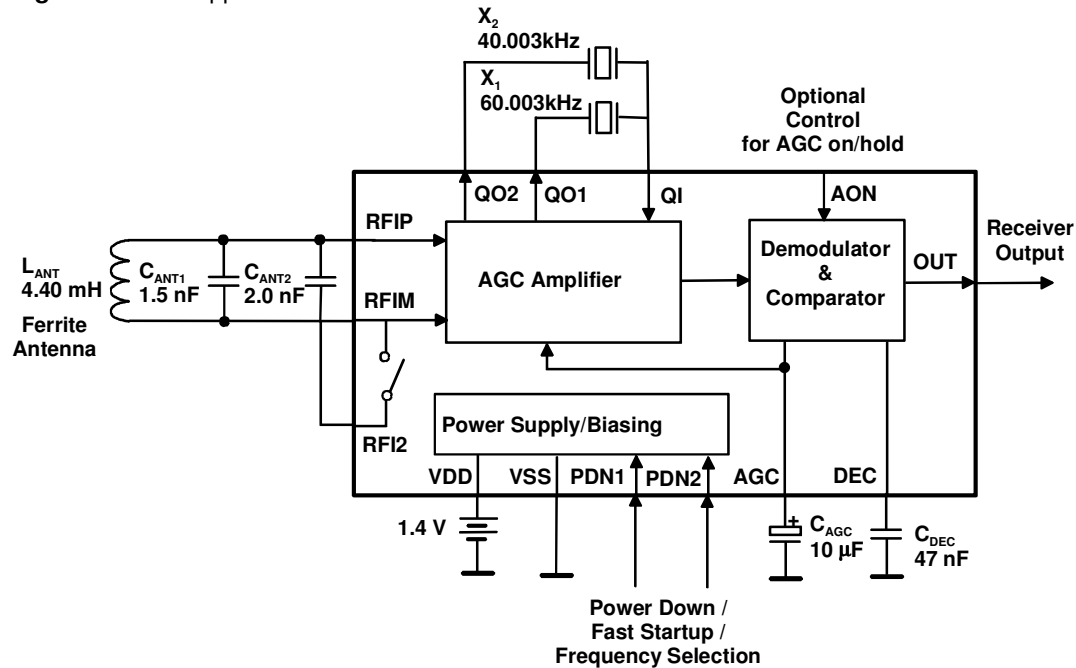 X2
40.003kHz
X1
60.003kHz
Optional
Control
for AGC on/hold
QO2
QO1
QI
AON
RFIP
LANT
4.40 mH
Ferrite
Antenna
CANT1
1.5 nF
CANT2
2.0 nF
RFIM
AGC Amplifier
Demodulator
&
Comparator
OUT
Receiver
Output
RFI2
Power Supply/Biasing
VDD
VSS
PDN1
PDN2
AGC
DEC
1.4 V
+
CAGC
10 μF
CDEC
47 nF
Power Down /
Fast Startup /
Frequency Selection